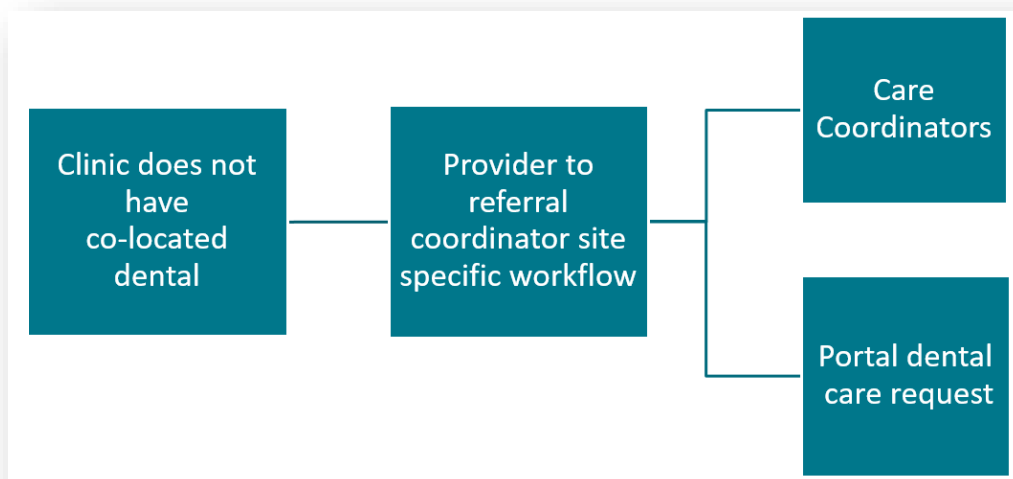 Clinic does not
have
co-located
dental
Provider to
referral
coordinator site
specific workflow
Care
Coordinators
Portal dental
care request